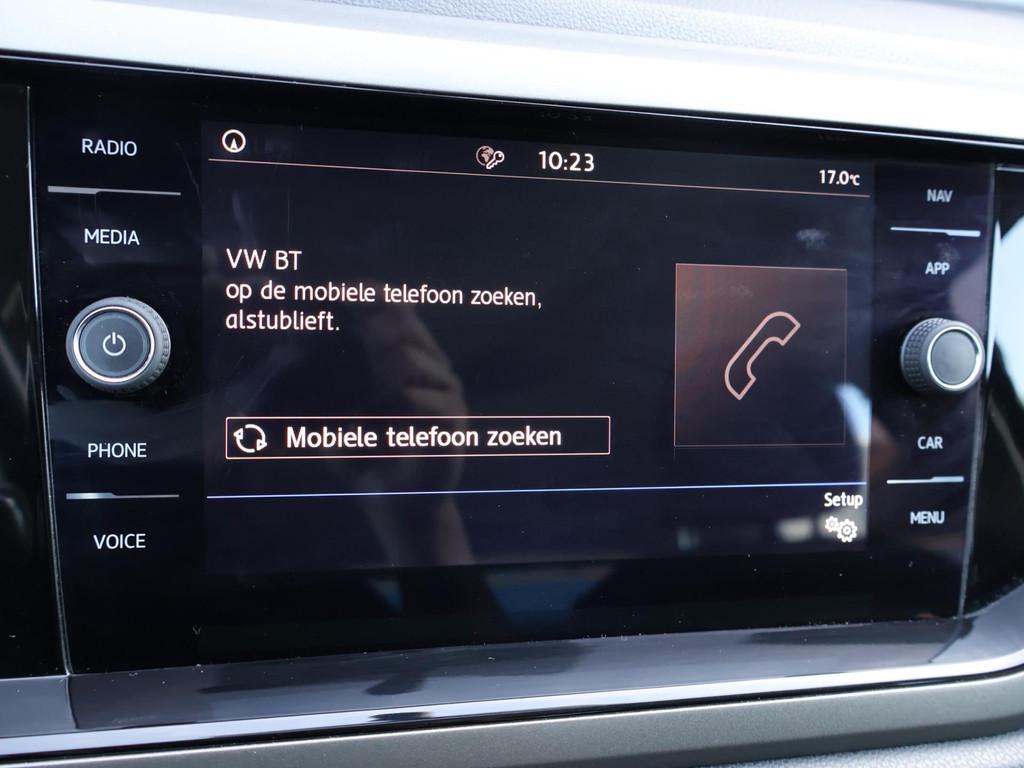 RADIO
MEDIA
PHONE
VOICE
10:23
17.0°C
VW BT
op de mobiele telefoon zoeken,
alstublieft.
Mobiele telefoon zoeken
Setup
NAV
APP
CAR
MENU